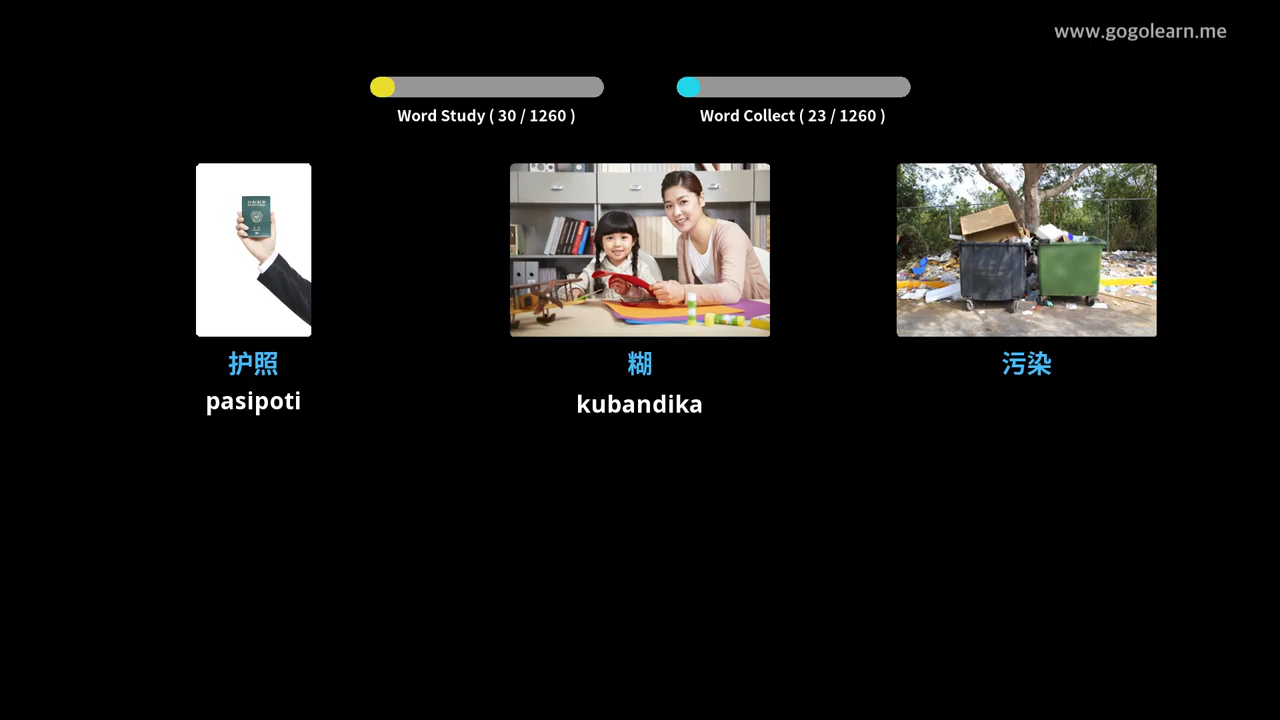 www.gogolearn.me
Word Study ( 30 / 1260 )
Word Collect ( 23 / 1260 )
护照
糊
污染
pasipoti
kubandika